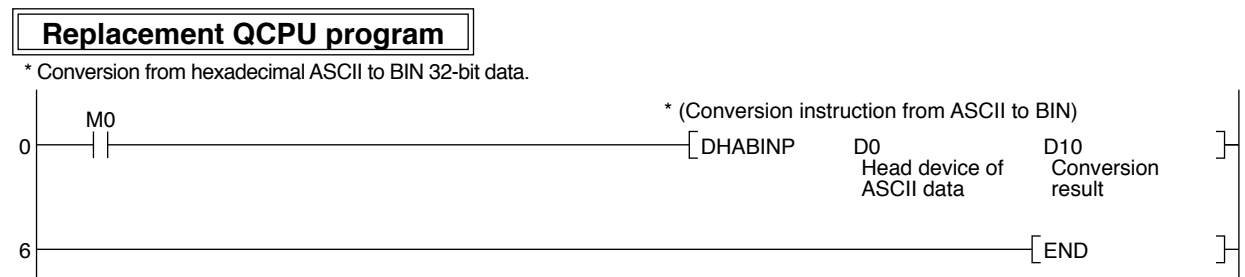 Replacement QCPU program
* Conversion from hexadecimal ASCII to BIN 32-bit data.
* (Conversion instruction from ASCII to BIN)
M0
0 DHABINP D0 D10
Head device of Conversion
ASCII data result
6 END